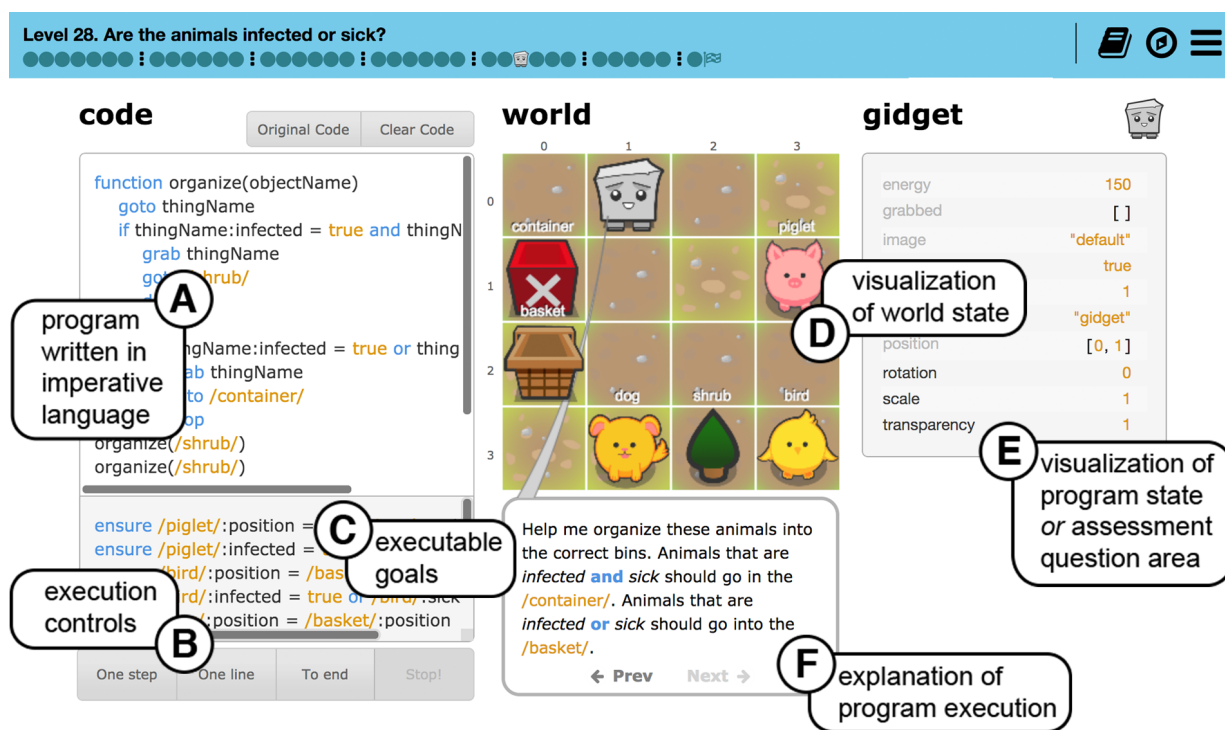 Level 28. Are the animals infected or sick?
code
Original Code
Clear Code
function organize(objectName)
goto thingName
if thingName:infected = true and thingN
grab thingName
got shrub/
A
program
written in
imperative
language
ngName:infected = true or thing
ab thingName
to /container/
op
organize(/shrub/)
organize(/shrub/)
ensure /piglet/:position =
ensure /piglet/:infected =
bird/:position = /bas
rd/:infected = true or /bird/:sick
:position = /basket/:position
C
executable
goals
execution
controls
B
One step
One line
To end
Stop!
world
0
1
2
3
0
container
piglet
1
basket
2
dog
shrub
bird
3
D
visualization
of world state
Help me organize these animals into
the correct bins. Animals that are
infected and sick should go in the
/container/. Animals that are
infected or sick should go into the
/basket/.
← Prev
Next →
F
explanation of
program execution
gidget
energy 150
grabbed [ ]
image "default"
true
1
"gidget"
position [0, 1]
rotation 0
scale 1
transparency 1
E
visualization of
program state
or assessment
question area